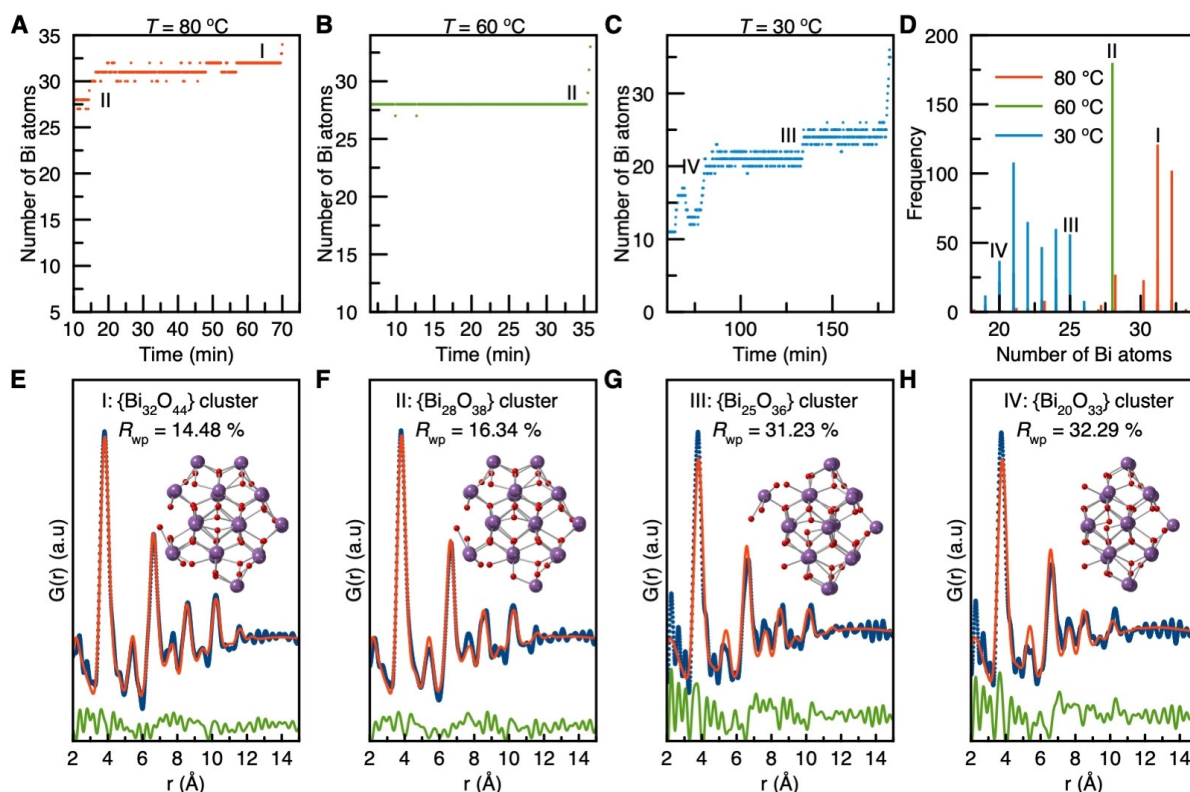 A
T = 80 °C
Number of Bi atoms
35
30
25
20
15
10
5
I
II
10 20 30 40 50 60 70
Time (min)
B
T = 60 °C
Number of Bi atoms
34
30
25
20
15
10
II
10 15 20 25 30 35
Time (min)
C
T = 30 °C
Number of Bi atoms
30
20
10
0
IV
III
100 150
Time (min)
D
Frequency
200
150
100
50
0
II
80 °C
60 °C
30 °C
I
III
IV
20 25 30
Number of Bi atoms
E
I: {Bi32O44} cluster
Rwp = 14.48 %
G(r) (a.u)
2 4 6 8 10 12 14
r (Å)
F
II: {Bi28O38} cluster
Rwp = 16.34 %
G(r) (a.u)
2 4 6 8 10 12 14
r (Å)
G
III: {Bi25O36} cluster
Rwp = 31.23 %
G(r) (a.u)
2 4 6 8 10 12 14
r (Å)
H
IV: {Bi20O33} cluster
Rwp = 32.29 %
G(r) (a.u)
2 4 6 8 10 12 14
r (Å)